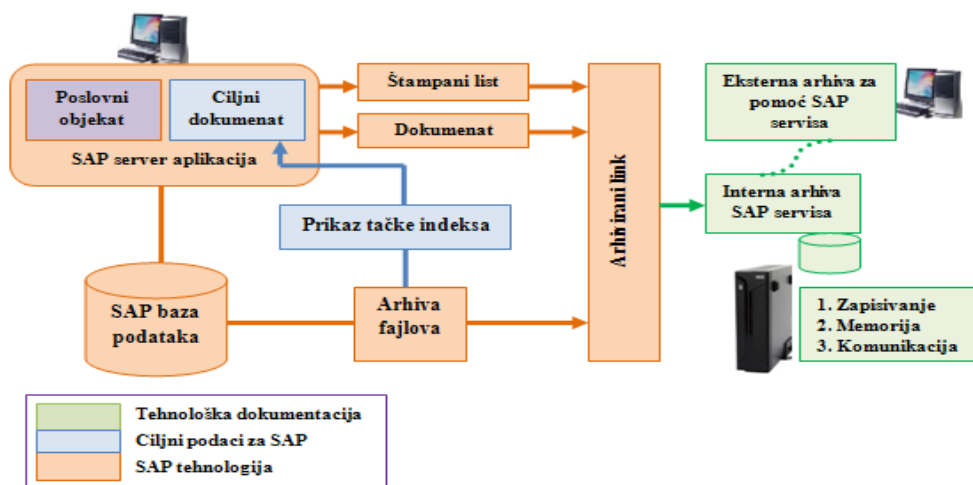 Poslovni
objekat
Ciljni
dokumenat
SAP server aplikacija
Štampani list
Dokumenat
Prikaz tačke indeksa
SAP baza
podataka
Arhiva
fajlova
Arhivirani link
Eksterna arhiva za
pomoć SAP
servisa
Interna arhiva
SAP servisa
1. Zapisivanje
2. Memorija
3. Komunikacija
Tehnološka dokumentacija
Ciljni podaci za SAP
SAP tehnologija